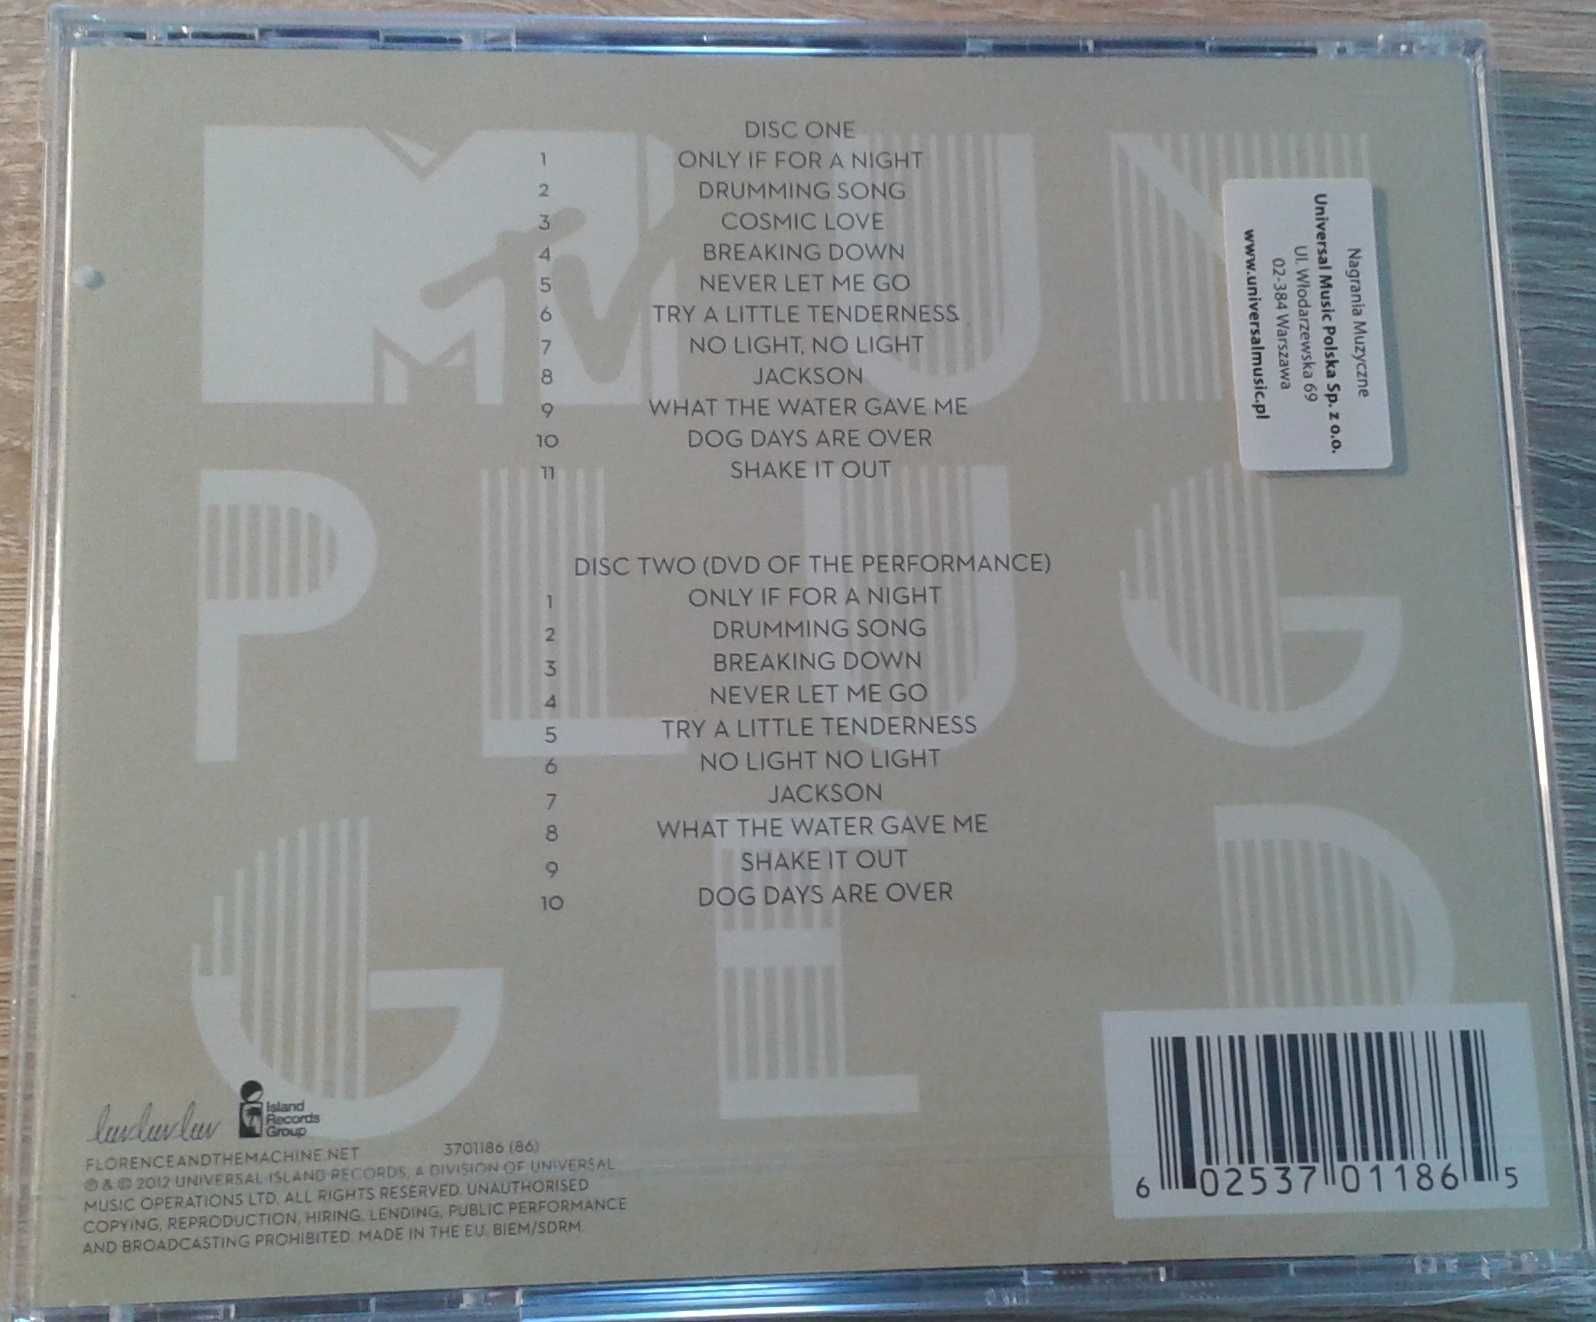 DISC ONE
1 ONLY IF FOR A NIGHT
2 DRUMMING SONG
3 COSMIC LOVE
4 BREAKING DOWN
5 NEVER LET ME GO
6 TRY A LITTLE TENDERNESS
7 NO LIGHT, NO LIGHT
8 JACKSON
9 WHAT THE WATER GAVE ME
10 DOG DAYS ARE OVER
11 SHAKE IT OUT
DISC TWO (DVD OF THE PERFORMANCE)
1 ONLY IF FOR A NIGHT
2 DRUMMING SONG
3 BREAKING DOWN
4 NEVER LET ME GO
5 TRY A LITTLE TENDERNESS
6 NO LIGHT NO LIGHT
7 JACKSON
8 WHAT THE WATER GAVE ME
9 SHAKE IT OUT
10 DOG DAYS ARE OVER
MTV UN
PLUG
GED
Nagrania Muzyczne
Universal Music Polska Sp. z o.o.
Ul. Włodarzewska 69
02-384 Warszawa
www.universalmusic.pl
luvluvluv
Island
Records
Group
FLORENCEANDTHEMACHINE.NET 3701186 (86)
℗ & © 2012 UNIVERSAL ISLAND RECORDS, A DIVISION OF UNIVERSAL
MUSIC OPERATIONS LTD. ALL RIGHTS RESERVED. UNAUTHORISED
COPYING, REPRODUCTION, HIRING, LENDING, PUBLIC PERFORMANCE
AND BROADCASTING PROHIBITED. MADE IN THE EU. BIEM/SDRM.
6 02537 01186 5